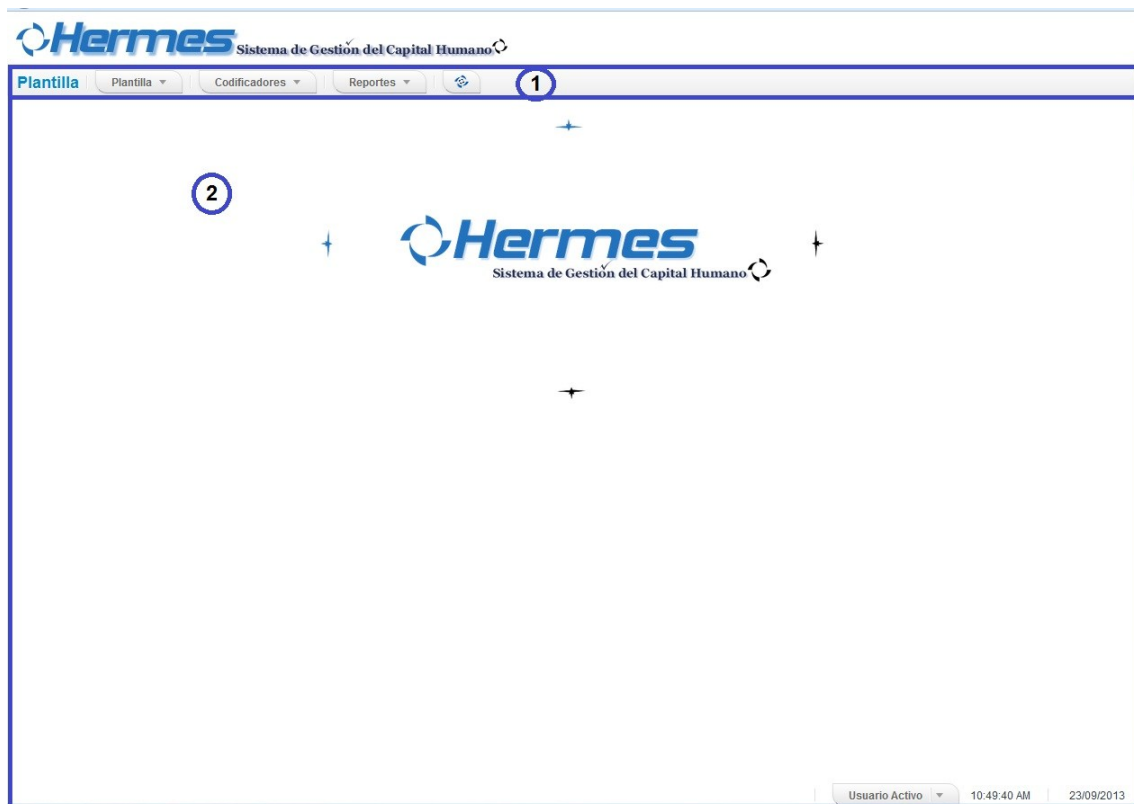 Hermes Sistema de Gestión del Capital Humano
Plantilla Plantilla Codificadores Reportes 1
2
Hermes
Sistema de Gestión del Capital Humano
Usuario Activo 10:49:40 AM 23/09/2013